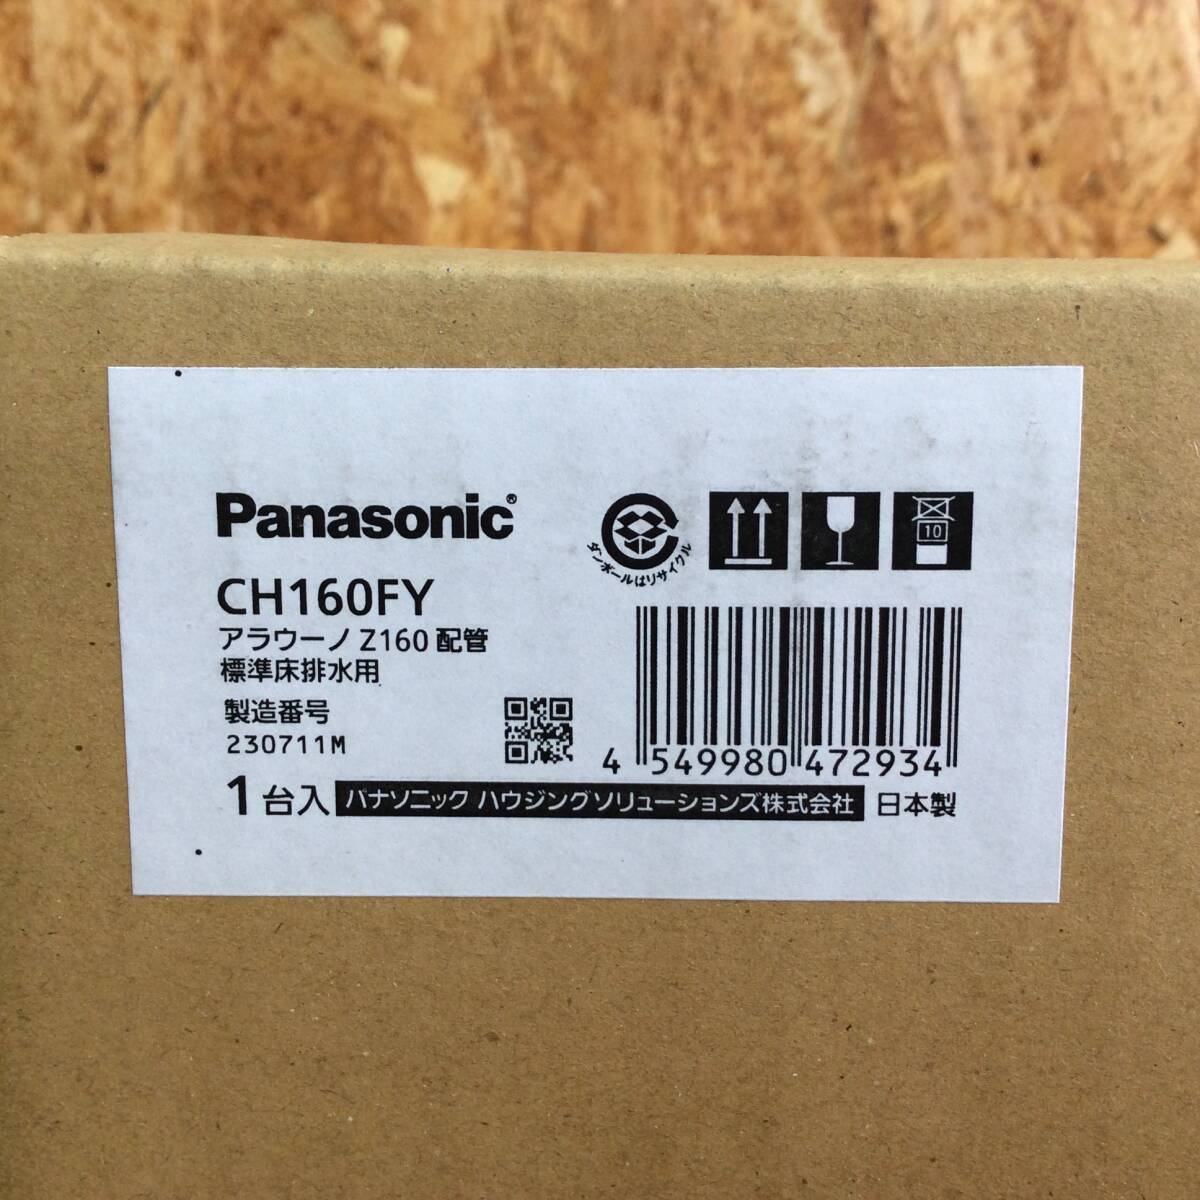 Panasonic®
ダンボールはリサイクル
10
CH160FY
アラウーノ Z160 配管
標準床排水用
製造番号
230711M
4 549980 472934
1台入 パナソニック ハウジングソリューションズ株式会社 日本製